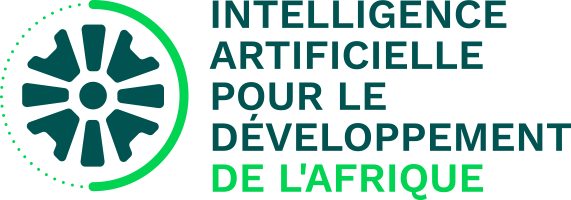 INTELLIGENCE
ARTIFICIELLE
POUR LE
DÉVELOPPEMENT
DE L'AFRIQUE